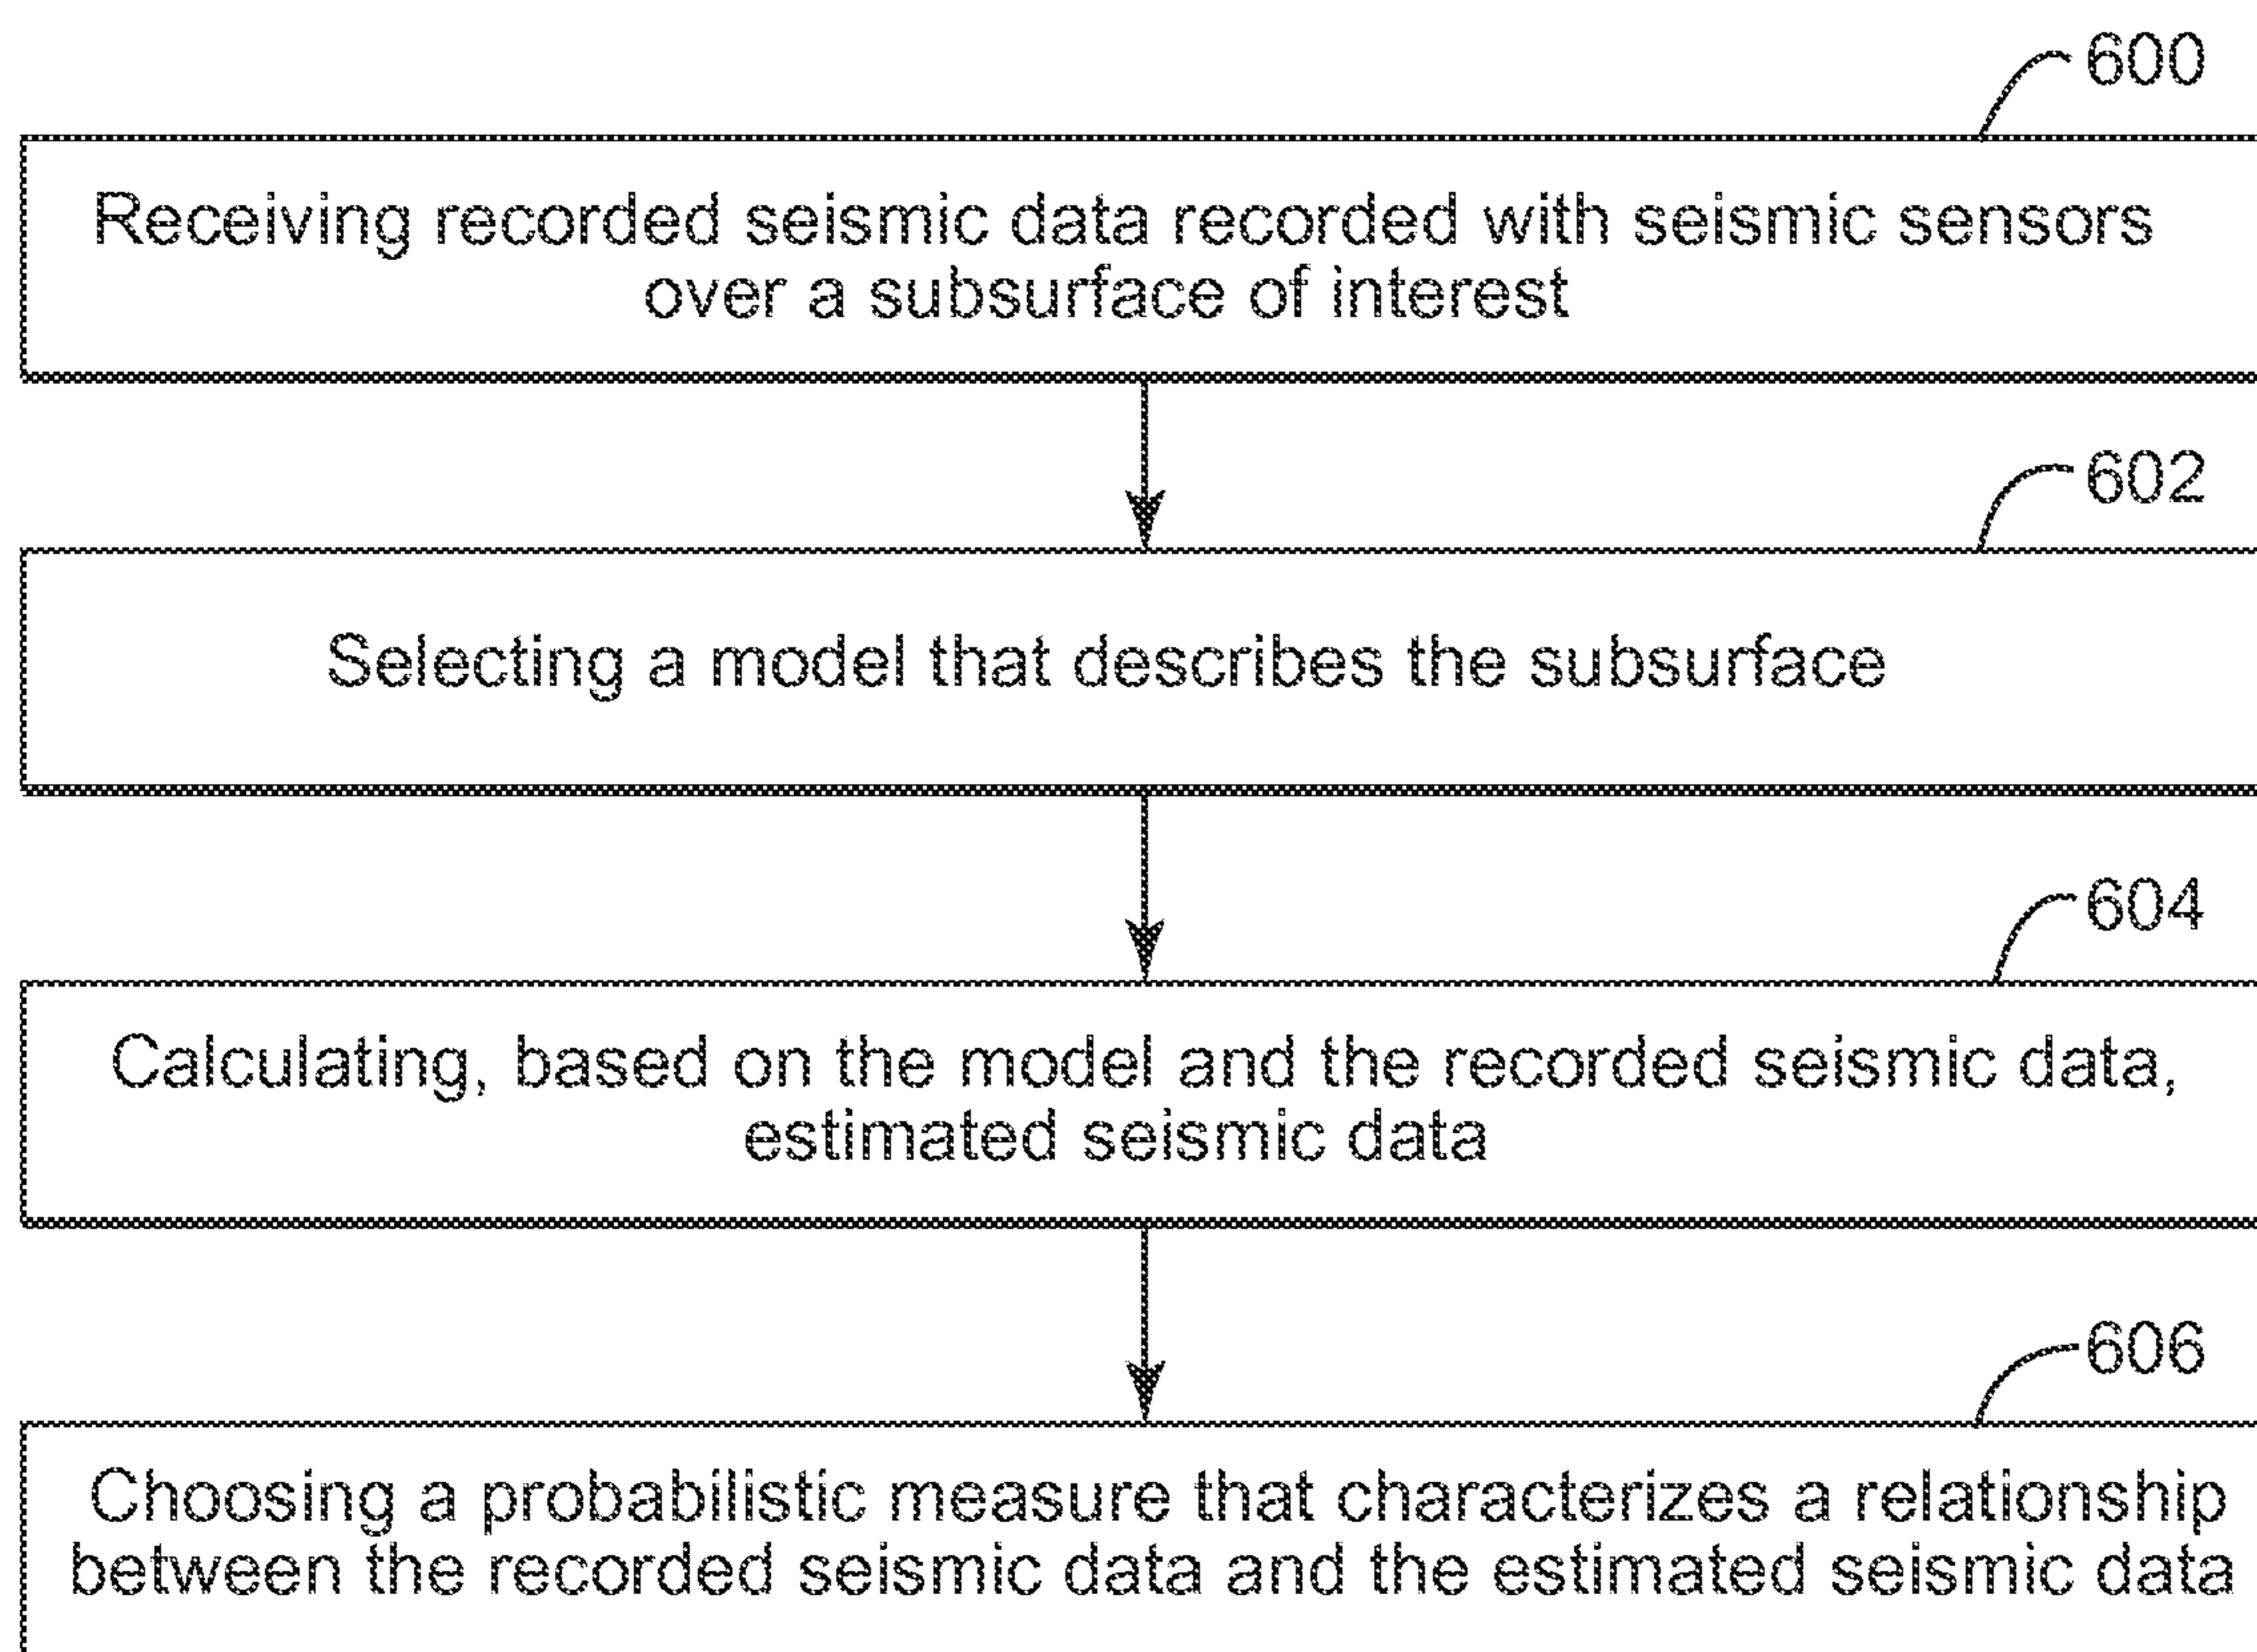 600
Receiving recorded seismic data recorded with seismic sensors
over a subsurface of interest
602
Selecting a model that describes the subsurface
604
Calculating, based on the model and the recorded seismic data,
estimated seismic data
606
Choosing a probabilistic measure that characterizes a relationship
between the recorded seismic data and the estimated seismic data